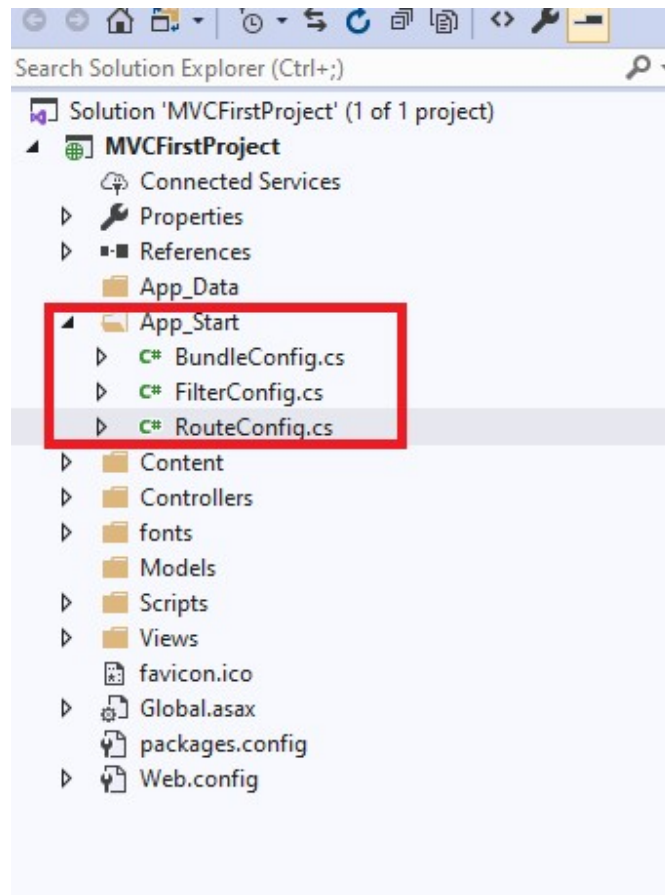 Search Solution Explorer (Ctrl+;)
Solution 'MVCFirstProject' (1 of 1 project)
MVCFirstProject
Connected Services
Properties
References
App_Data
App_Start
C# BundleConfig.cs
C# FilterConfig.cs
C# RouteConfig.cs
Content
Controllers
fonts
Models
Scripts
Views
favicon.ico
Global.asax
packages.config
Web.config